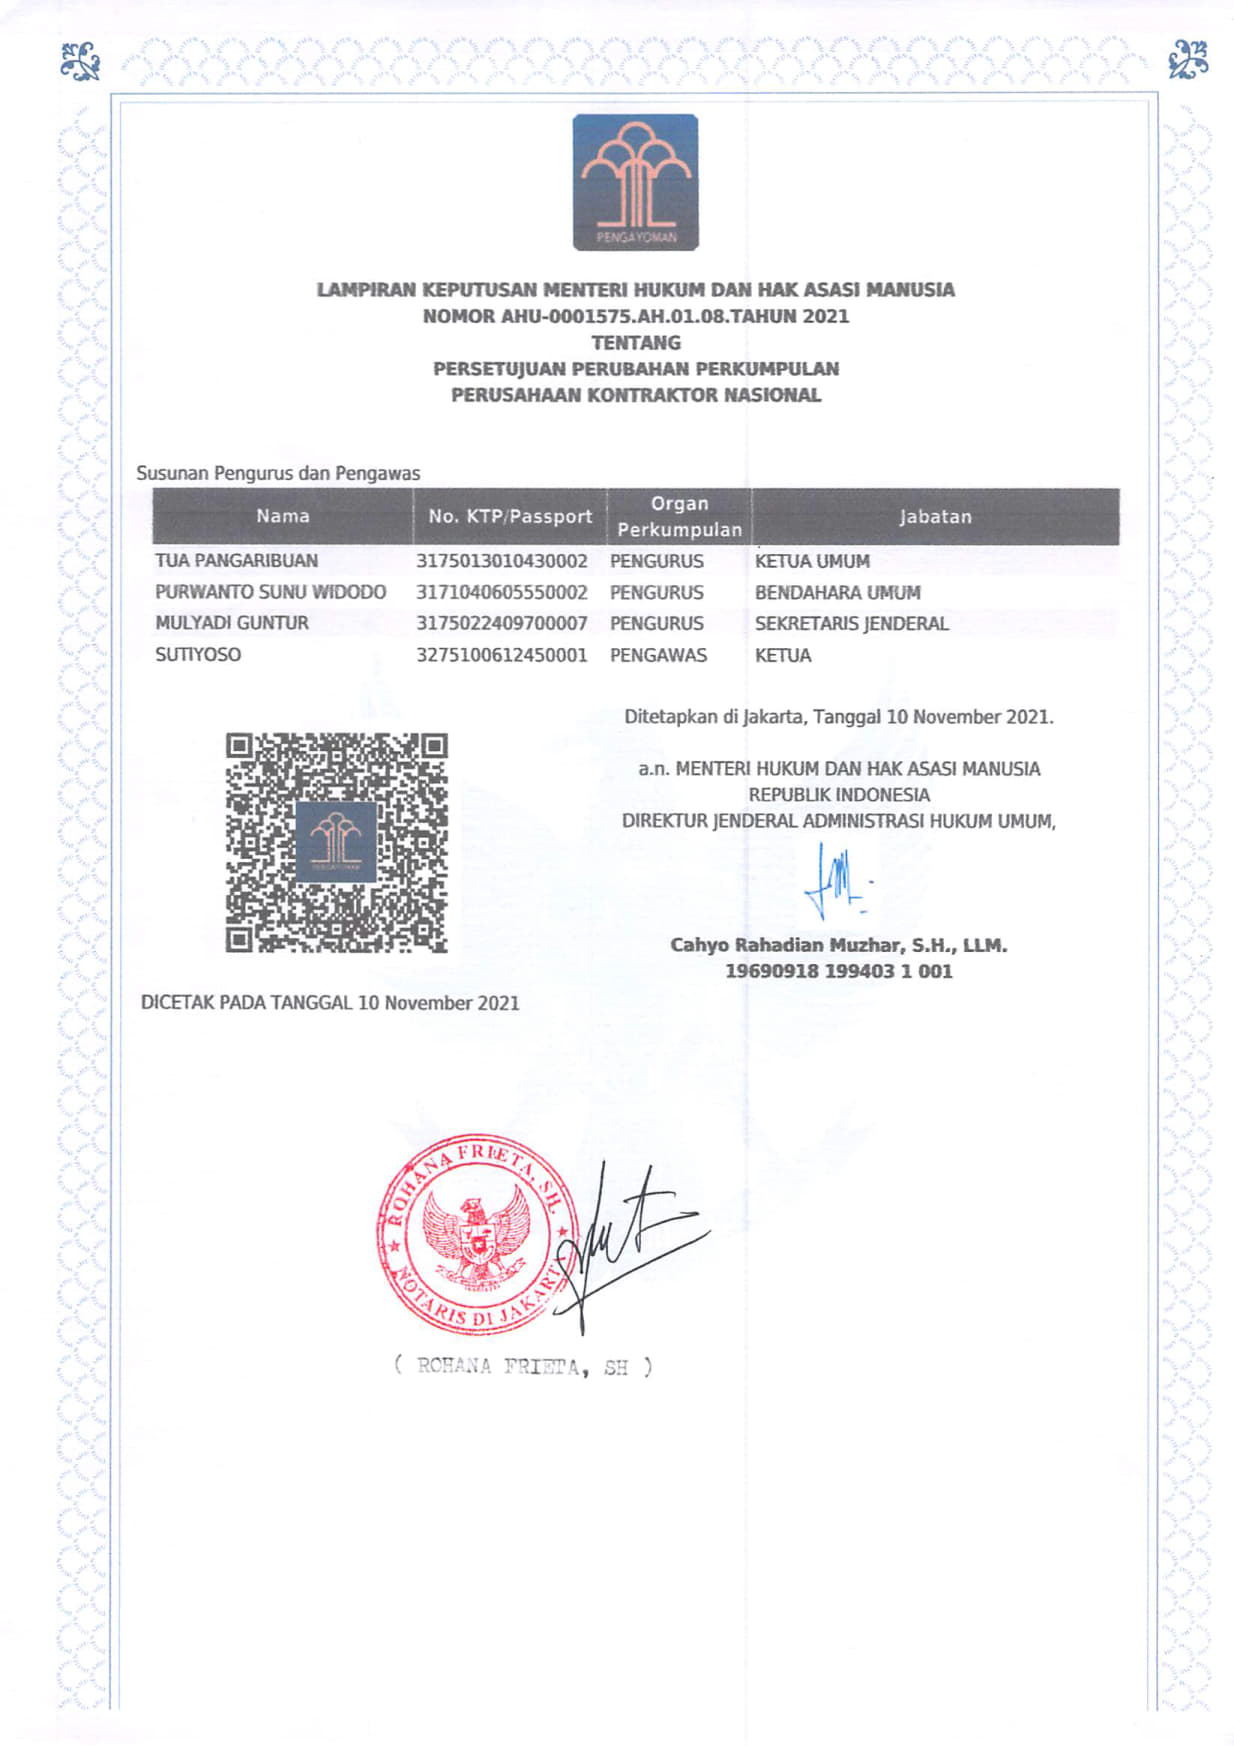 PENGAYOMAN
LAMPIRAN KEPUTUSAN MENTERI HUKUM DAN HAK ASASI MANUSIA
NOMOR AHU-0001575.AH.01.08.TAHUN 2021
TENTANG
PERSETUJUAN PERUBAHAN PERKUMPULAN
PERUSAHAAN KONTRAKTOR NASIONAL
Susunan Pengurus dan Pengawas
Nama No. KTP/Passport Organ Perkumpulan Jabatan
TUA PANGARIBUAN 3175013010430002 PENGURUS KETUA UMUM
PURWANTO SUNU WIDODO 3171040605550002 PENGURUS BENDAHARA UMUM
MULYADI GUNTUR 3175022409700007 PENGURUS SEKRETARIS JENDERAL
SUTIYOSO 3275100612450001 PENGAWAS KETUA
Ditetapkan di Jakarta, Tanggal 10 November 2021.
a.n. MENTERI HUKUM DAN HAK ASASI MANUSIA
REPUBLIK INDONESIA
DIREKTUR JENDERAL ADMINISTRASI HUKUM UMUM,
PENGAYOMAN
Cahyo Rahadian Muzhar, S.H., LLM.
19690918 199403 1 001
DICETAK PADA TANGGAL 10 November 2021
ROHANA FRIETA, SH.
NOTARIS DI JAKARTA
( ROHANA FRIETA, SH )